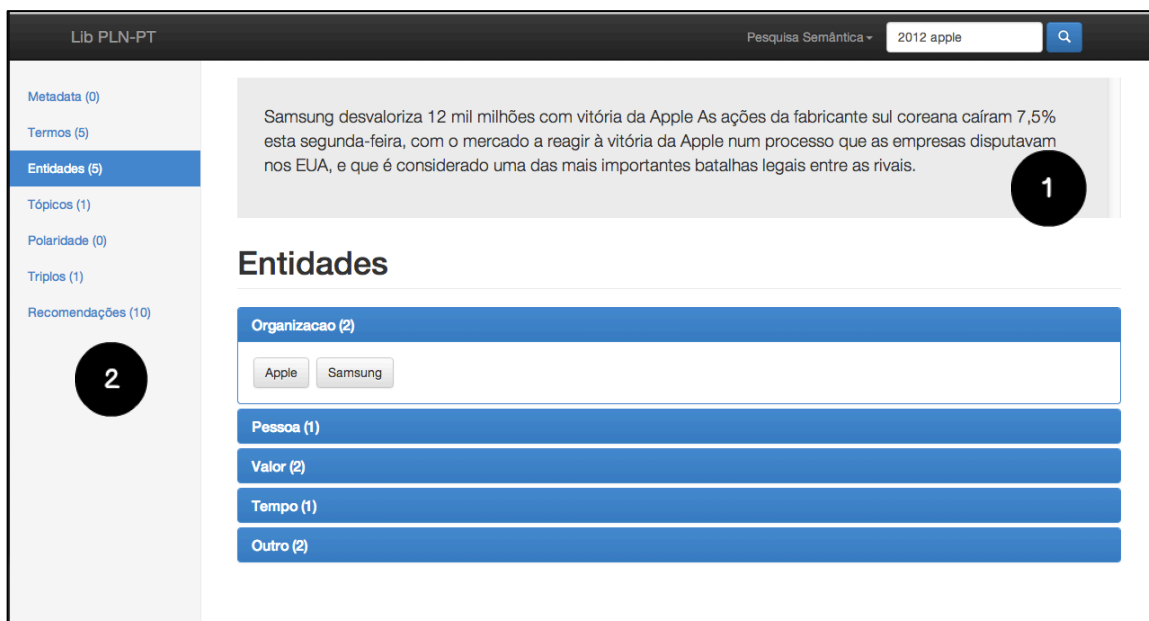 Lib PLN-PT
Pesquisa Semântica
2012 apple
Metadata (0)
Termos (5)
Entidades (5)
Tópicos (1)
Polaridade (0)
Triplos (1)
Recomendações (10)
2
Samsung desvaloriza 12 mil milhões com vitória da Apple As ações da fabricante sul coreana caíram 7,5%
esta segunda-feira, com o mercado a reagir à vitória da Apple num processo que as empresas disputavam
nos EUA, e que é considerado uma das mais importantes batalhas legais entre as rivais.
1
Entidades
Organizacao (2)
Apple
Samsung
Pessoa (1)
Valor (2)
Tempo (1)
Outro (2)